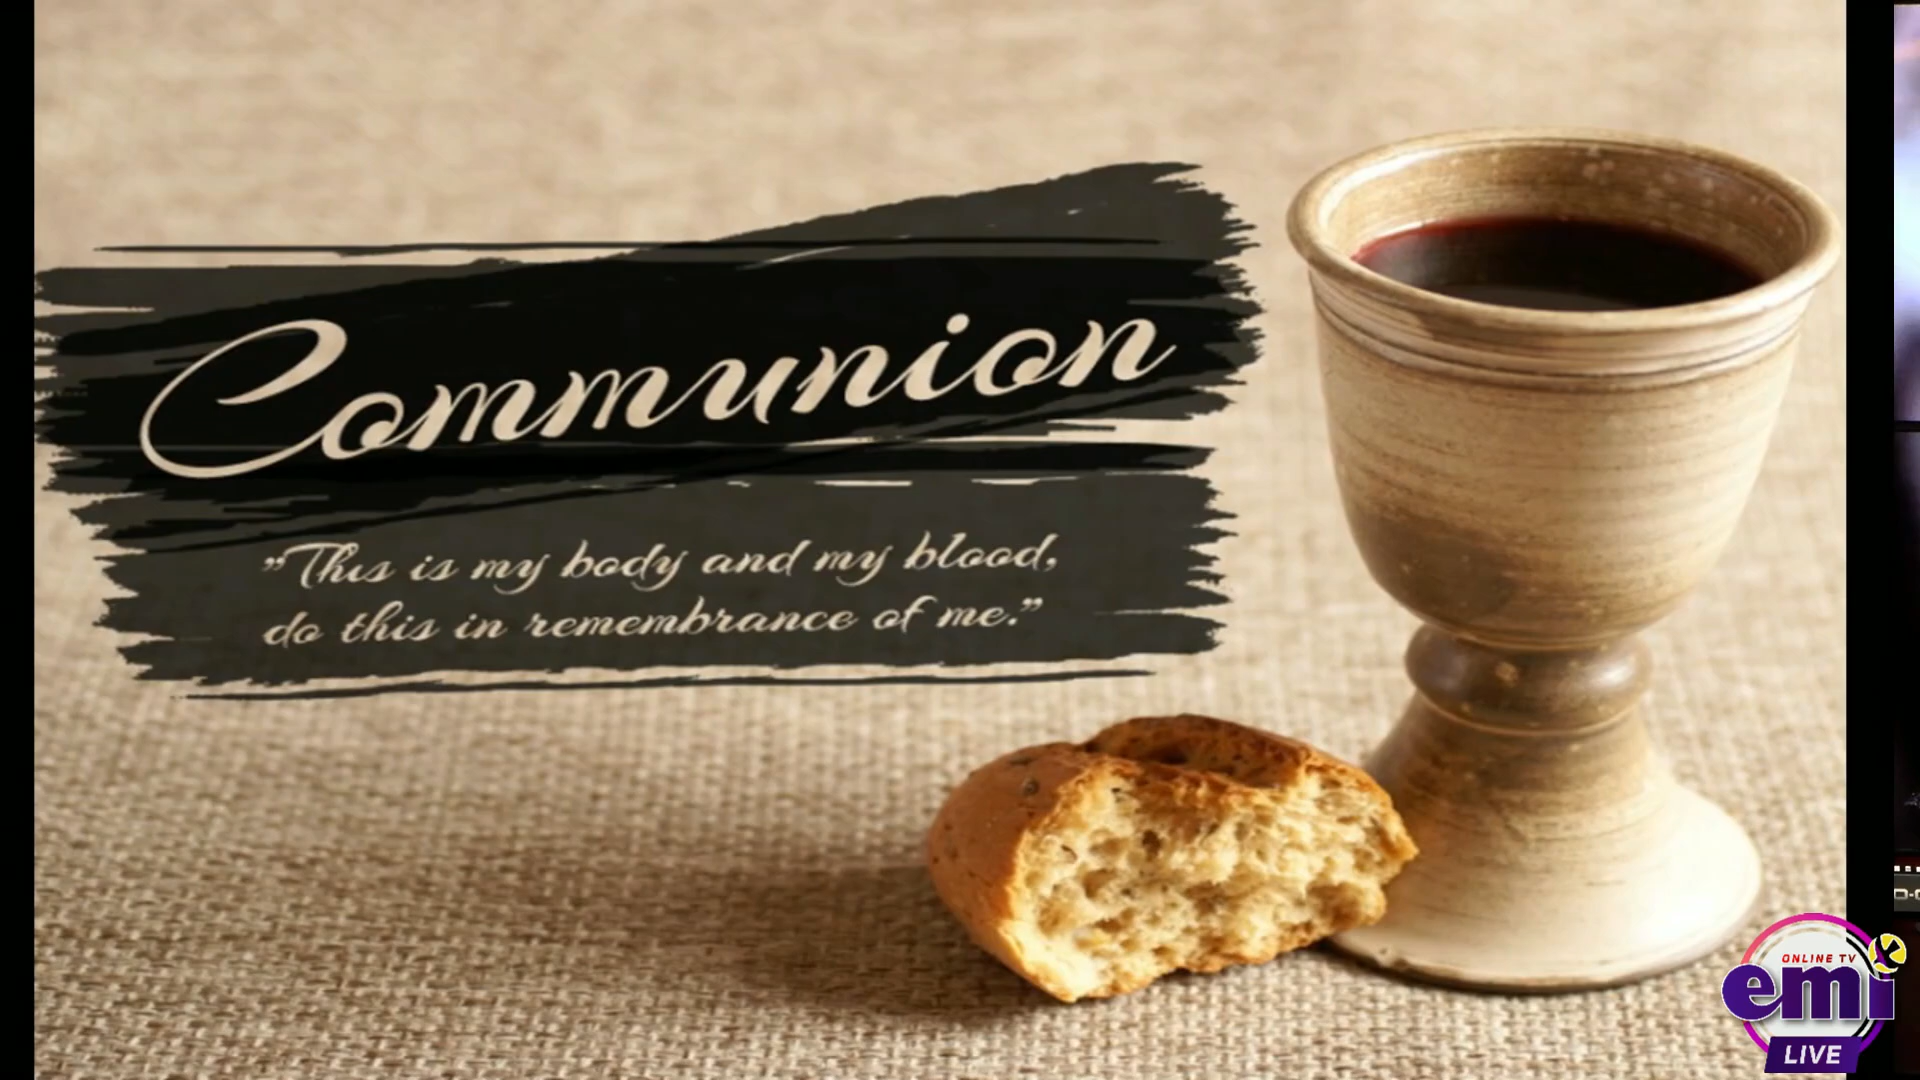 Communion
”This is my body and my blood,
do this in remembrance of me.”
ONLINE TV
emi
LIVE